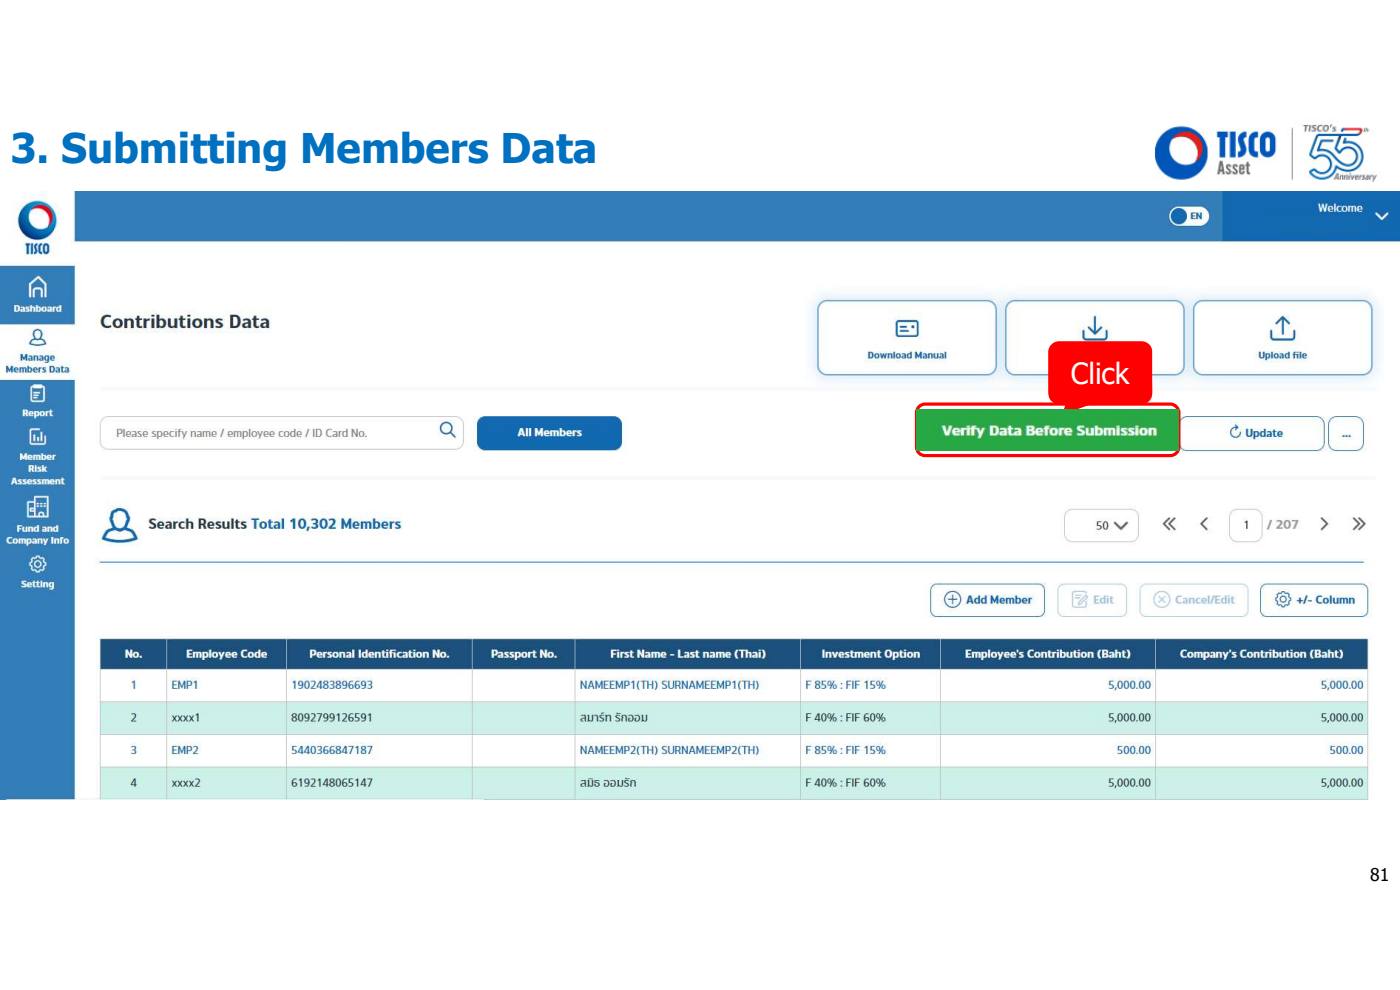 3. Submitting Members Data
TISCO
Asset
TISCO's
55th
Anniversary
TISCO
EN
Welcome
Dashboard
Manage
Members Data
Report
Member
Risk
Assessment
Fund and
Company Info
Setting
Contributions Data
Download Manual
Upload file
Click
Please specify name / employee code / ID Card No.
All Members
Verify Data Before Submission
Update
...
Search Results Total 10,302 Members
50
1 / 207
Add Member
Edit
Cancel/Edit
+/- Column
No. Employee Code Personal Identification No. Passport No. First Name - Last name (Thai) Investment Option Employee's Contribution (Baht) Company's Contribution (Baht)
1 EMP1 1902483896693 NAMEEMP1(TH) SURNAMEEMP1(TH) F 85% : FIF 15% 5,000.00 5,000.00
2 xxxx1 8092799126591 สมาร์ท รักออม F 40% : FIF 60% 5,000.00 5,000.00
3 EMP2 5440366847187 NAMEEMP2(TH) SURNAMEEMP2(TH) F 85% : FIF 15% 500.00 500.00
4 xxxx2 6192148065147 สมิธ ออมรัก F 40% : FIF 60% 5,000.00 5,000.00
81